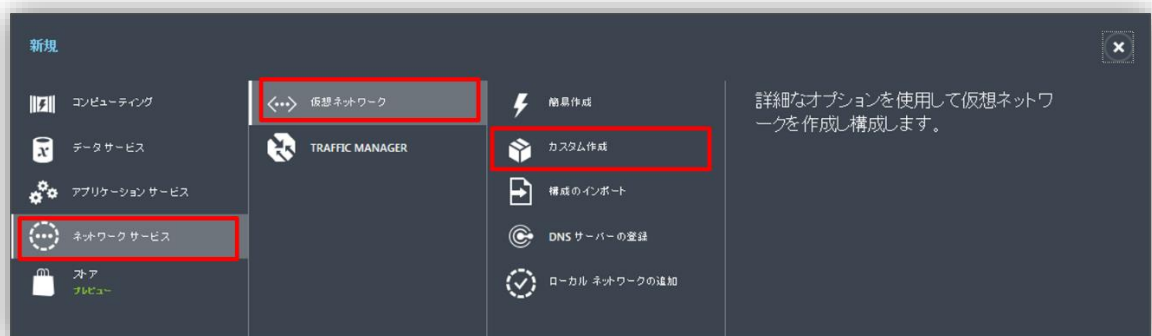 新規
コンピューティング
データ サービス
アプリケーション サービス
ネットワーク サービス
ストア
プレビュー
仮想ネットワーク
TRAFFIC MANAGER
簡易作成
カスタム作成
構成のインポート
DNS サーバーの登録
ローカル ネットワークの追加
詳細なオプションを使用して仮想ネットワ
ークを作成し構成します。